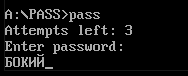 A:\PASS>pass
Attempts left: 3
Enter password:
БОКИЙ_